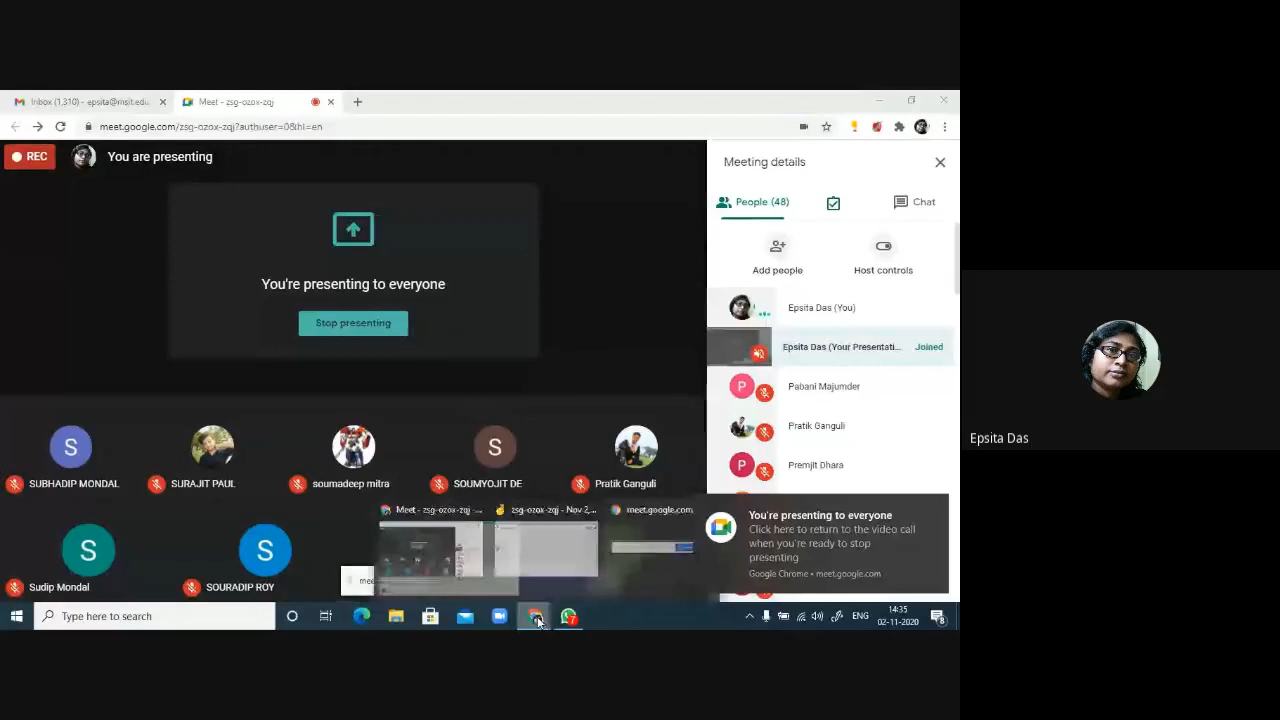 Inbox (1,310) - epsita@msit.edu.
Meet - zsg-ozox-zqj
meet.google.com/zsg-ozox-zqj?authuser=0&hl=en
REC
You are presenting
Meeting details
People (48)
Chat
Add people
Host controls
You're presenting to everyone
Stop presenting
Epsita Das (You)
Epsita Das (Your Presentati...
Joined
Pabani Majumder
Pratik Ganguli
Premjit Dhara
SUBHADIP MONDAL
SURAJIT PAUL
soumadeep mitra
SOUMYOJIT DE
Pratik Ganguli
Meet - zsg-ozox-zqj -...
zsg-ozox-zqj - Nov 2,...
meet.google.com
You're presenting to everyone
Click here to return to the video call
when you're ready to stop
presenting
Google Chrome • meet.google.com
Sudip Mondal
SOURADIP ROY
mee
Type here to search
ENG
14:35
02-11-2020
Epsita Das